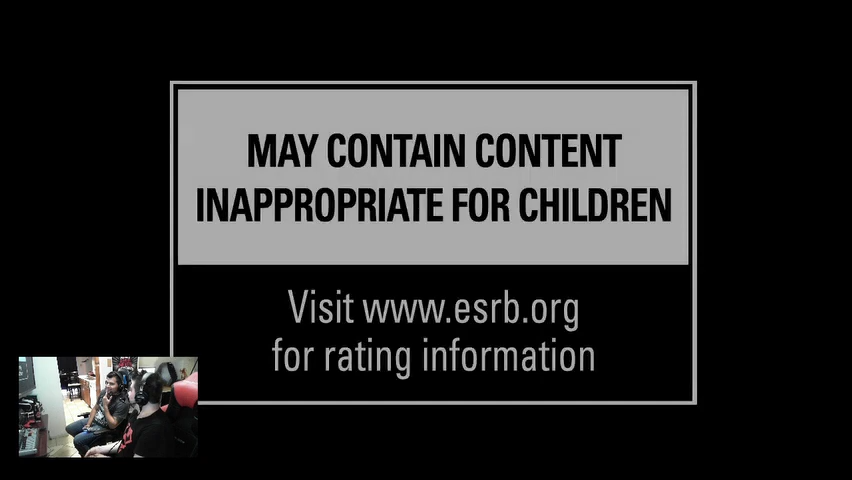 MAY CONTAIN CONTENT
INAPPROPRIATE FOR CHILDREN
Visit www.esrb.org
for rating information